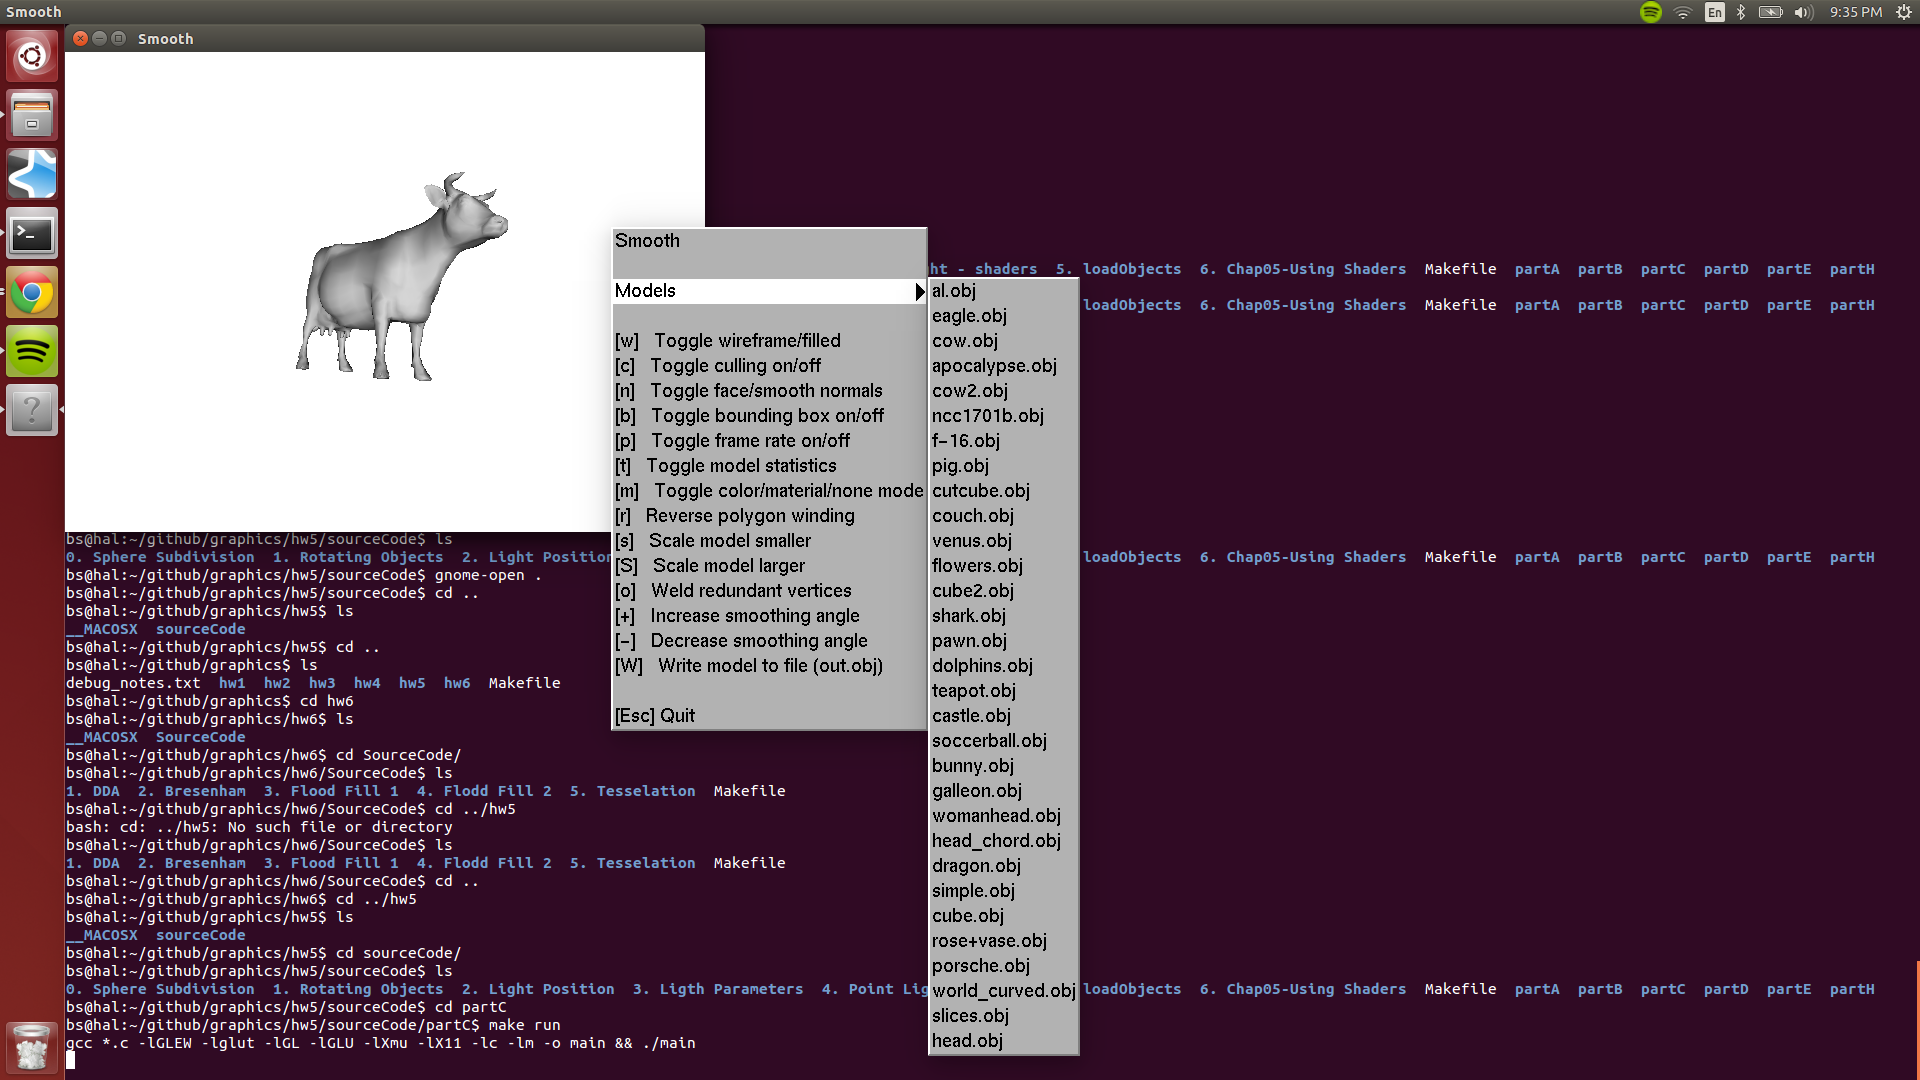 Smooth
En
9:35 PM
Smooth
Smooth
Models
[w] Toggle wireframe/filled
[c] Toggle culling on/off
[n] Toggle face/smooth normals
[b] Toggle bounding box on/off
[p] Toggle frame rate on/off
[t] Toggle model statistics
[m] Toggle color/material/none mode
[r] Reverse polygon winding
[s] Scale model smaller
[S] Scale model larger
[o] Weld redundant vertices
[+] Increase smoothing angle
[-] Decrease smoothing angle
[W] Write model to file (out.obj)
[Esc] Quit
al.obj
eagle.obj
cow.obj
apocalypse.obj
cow2.obj
ncc1701b.obj
f-16.obj
pig.obj
cutcube.obj
couch.obj
venus.obj
flowers.obj
cube2.obj
shark.obj
pawn.obj
dolphins.obj
teapot.obj
castle.obj
soccerball.obj
bunny.obj
galleon.obj
womanhead.obj
head_chord.obj
dragon.obj
simple.obj
cube.obj
rose+vase.obj
porsche.obj
world_curved.obj
slices.obj
head.obj
ht - shaders 5. loadObjects 6. Chap05-Using Shaders Makefile partA partB partC partD partE partH
loadObjects 6. Chap05-Using Shaders Makefile partA partB partC partD partE partH
bs@hal:~/github/graphics/hw5/sourceCode$ ls
0. Sphere Subdivision 1. Rotating Objects 2. Light Position loadObjects 6. Chap05-Using Shaders Makefile partA partB partC partD partE partH
bs@hal:~/github/graphics/hw5/sourceCode$ gnome-open .
bs@hal:~/github/graphics/hw5/sourceCode$ cd ..
bs@hal:~/github/graphics/hw5$ ls
__MACOSX sourceCode
bs@hal:~/github/graphics/hw5$ cd ..
bs@hal:~/github/graphics$ ls
debug_notes.txt hw1 hw2 hw3 hw4 hw5 hw6 Makefile
bs@hal:~/github/graphics$ cd hw6
bs@hal:~/github/graphics/hw6$ ls
__MACOSX SourceCode
bs@hal:~/github/graphics/hw6$ cd SourceCode/
bs@hal:~/github/graphics/hw6/SourceCode$ ls
1. DDA 2. Bresenham 3. Flood Fill 1 4. Flodd Fill 2 5. Tesselation Makefile
bs@hal:~/github/graphics/hw6/SourceCode$ cd ../hw5
bash: cd: ../hw5: No such file or directory
bs@hal:~/github/graphics/hw6/SourceCode$ ls
1. DDA 2. Bresenham 3. Flood Fill 1 4. Flodd Fill 2 5. Tesselation Makefile
bs@hal:~/github/graphics/hw6/SourceCode$ cd ..
bs@hal:~/github/graphics/hw6$ cd ../hw5
bs@hal:~/github/graphics/hw5$ ls
__MACOSX sourceCode
bs@hal:~/github/graphics/hw5$ cd sourceCode/
bs@hal:~/github/graphics/hw5/sourceCode$ ls
0. Sphere Subdivision 1. Rotating Objects 2. Light Position 3. Ligth Parameters 4. Point Lig loadObjects 6. Chap05-Using Shaders Makefile partA partB partC partD partE partH
bs@hal:~/github/graphics/hw5/sourceCode$ cd partC
bs@hal:~/github/graphics/hw5/sourceCode/partC$ make run
gcc *.c -lGLEW -lglut -lGL -lGLU -lXmu -lX11 -lc -lm -o main && ./main